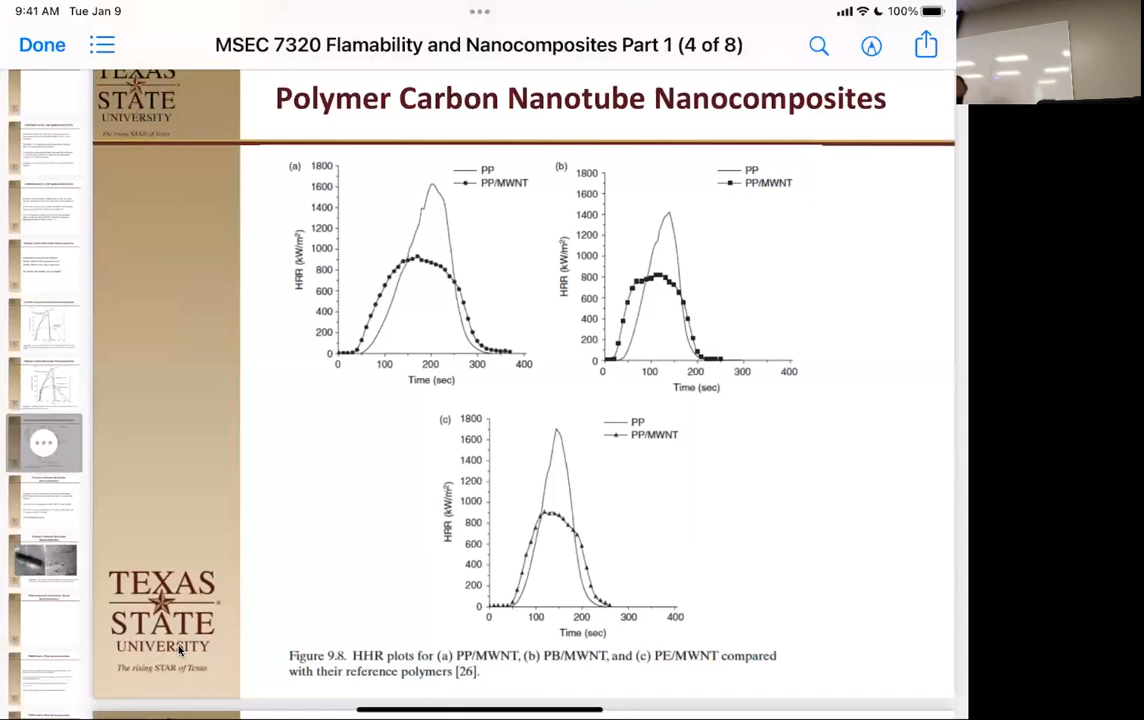 9:41 AM Tue Jan 9
100%
Done
MSEC 7320 Flamability and Nanocomposites Part 1 (4 of 8)
TEXAS
STATE
UNIVERSITY
The rising STAR of Texas
Polymer Carbon Nanotube Nanocomposites
(a)
PP
PP/MWNT
1800
1600
1400
1200
1000
800
600
400
200
0
HRR (kW/m²)
0 100 200 300 400
Time (sec)
(b)
PP
PP/MWNT
1800
1600
1400
1200
1000
800
600
400
200
0
HRR (kW/m²)
0 100 200 300 400
Time (sec)
(c)
PP
PP/MWNT
1800
1600
1400
1200
1000
800
600
400
200
0
HRR (kW/m²)
0 100 200 300 400
Time (sec)
TEXAS
STATE
UNIVERSITY
The rising STAR of Texas
Figure 9.8. HHR plots for (a) PP/MWNT, (b) PB/MWNT, and (c) PE/MWNT compared
with their reference polymers [26].